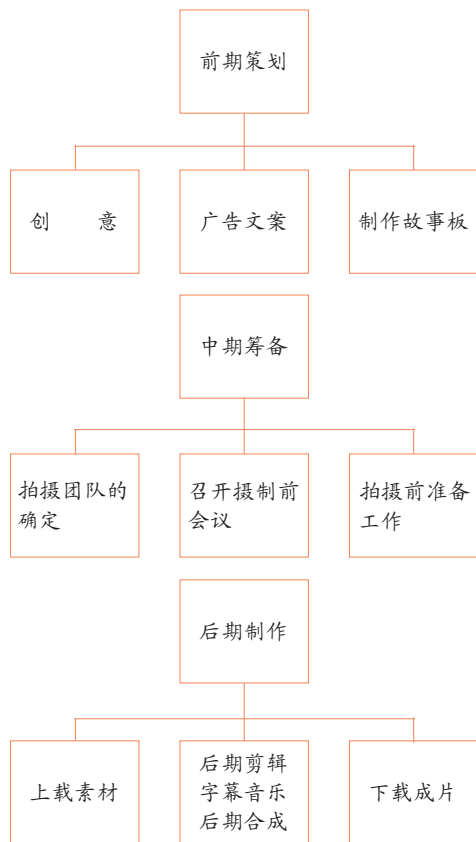 前期策划
创 意
广告文案
制作故事板
中期筹备
拍摄团队的
确定
召开摄制前
会议
拍摄前准备
工作
后期制作
上载素材
后期剪辑
字幕音乐
后期合成
下载成片